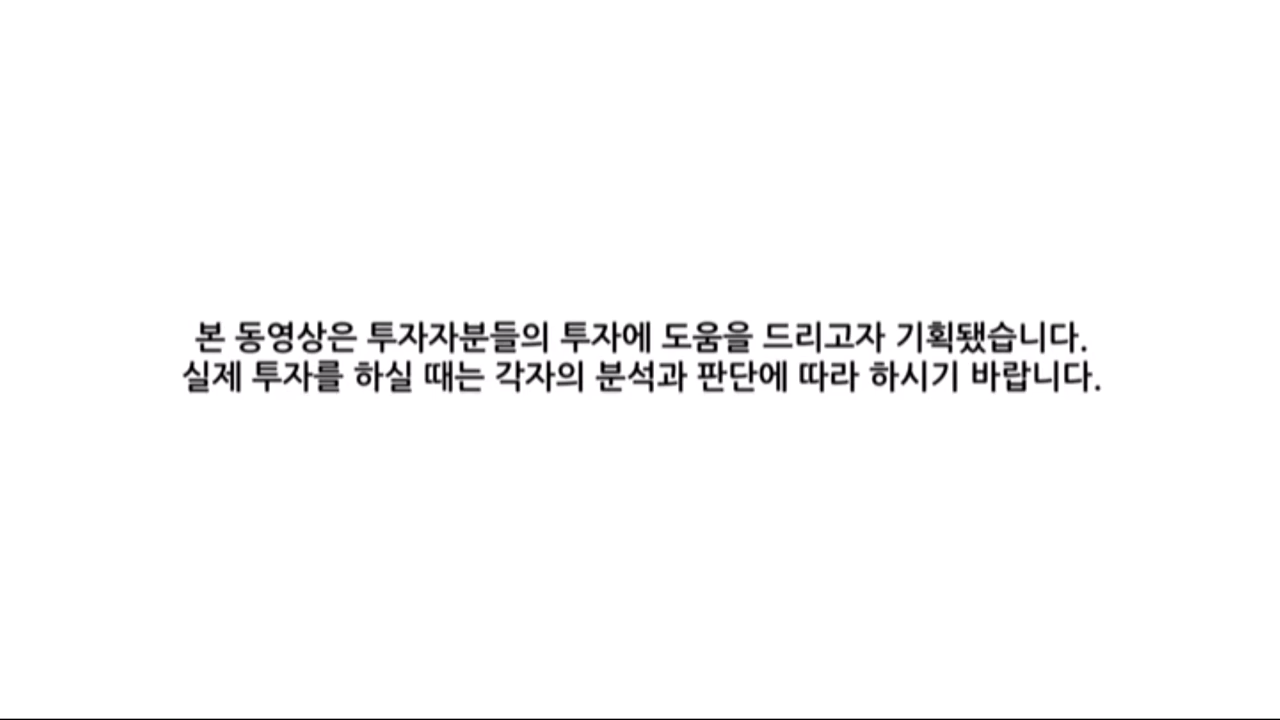 본 동영상은 투자자분들의 투자에 도움을 드리고자 기획됐습니다.
실제 투자를 하실 때는 각자의 분석과 판단에 따라 하시기 바랍니다.